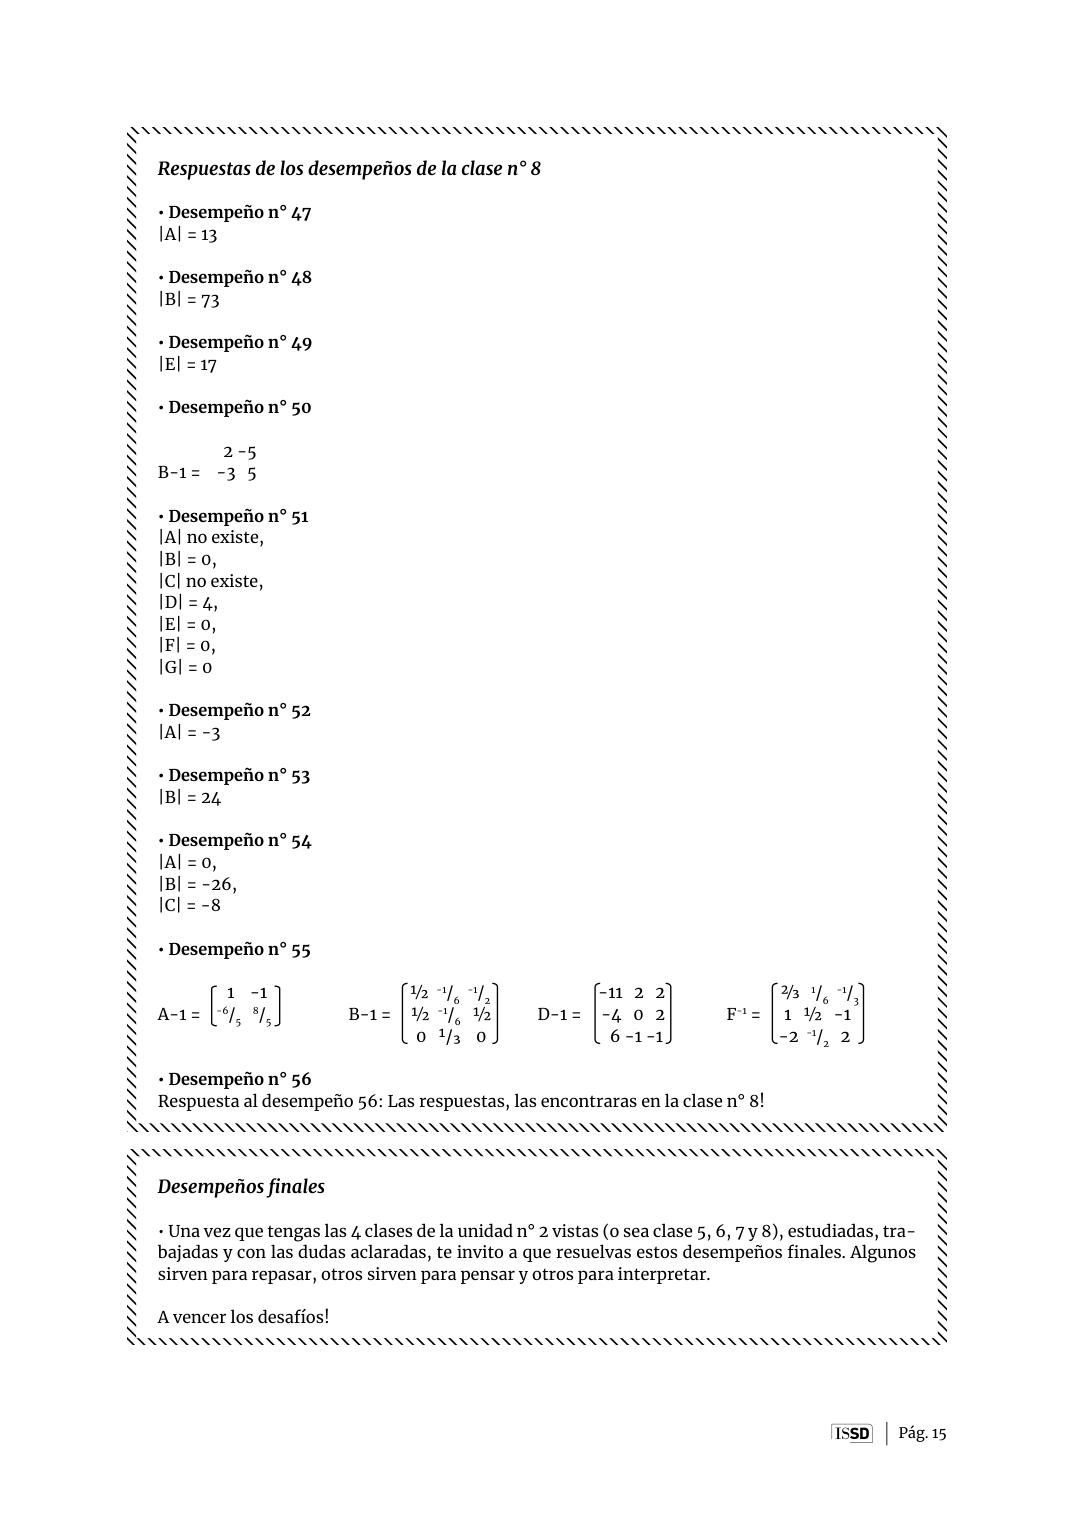 Respuestas de los desempeños de la clase n° 8
• Desempeño n° 47
|A| = 13
• Desempeño n° 48
|B| = 73
• Desempeño n° 49
|E| = 17
• Desempeño n° 50
2 -5
B-1 = -3 5
• Desempeño n° 51
|A| no existe,
|B| = 0,
|C| no existe,
|D| = 4,
|E| = 0,
|F| = 0,
|G| = 0
• Desempeño n° 52
|A| = -3
• Desempeño n° 53
|B| = 24
• Desempeño n° 54
|A| = 0,
|B| = -26,
|C| = -8
• Desempeño n° 55
1 -1 1/2 -1/6 -1/2 -11 2 2 2/3 1/6 -1/3
A-1 = -6/5 8/5 B-1 = 1/2 -1/6 1/2 D-1 = -4 0 2 F-1 = 1 1/2 -1
0 1/3 0 6 -1 -1 -2 -1/2 2
• Desempeño n° 56
Respuesta al desempeño 56: Las respuestas, las encontraras en la clase n° 8!
Desempeños finales
• Una vez que tengas las 4 clases de la unidad n° 2 vistas (o sea clase 5, 6, 7 y 8), estudiadas, tra-
bajadas y con las dudas aclaradas, te invito a que resuelvas estos desempeños finales. Algunos
sirven para repasar, otros sirven para pensar y otros para interpretar.
A vencer los desafíos!
ISSD | Pág. 15